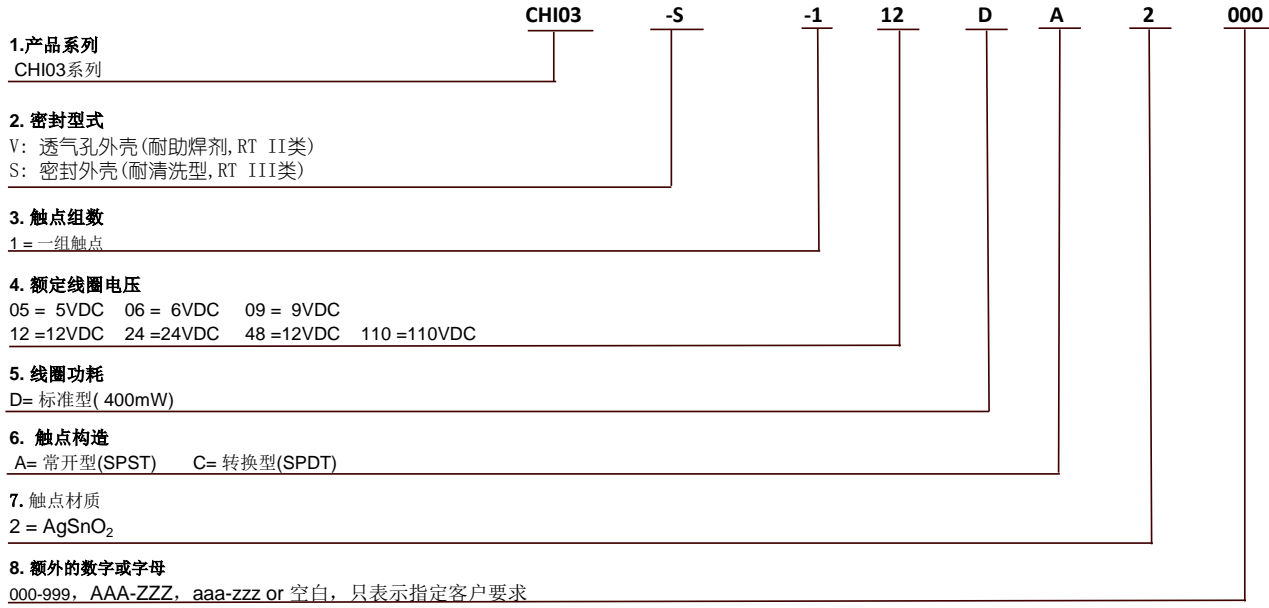 CHI03 -S -1 12 D A 2 000
1.产品系列
CHI03系列
2. 密封型式
V: 透气孔外壳(耐助焊剂,RT II类)
S: 密封外壳(耐清洗型,RT III类)
3. 触点组数
1 = 一组触点
4. 额定线圈电压
05 = 5VDC 06 = 6VDC 09 = 9VDC
12 =12VDC 24 =24VDC 48 =12VDC 110 =110VDC
5. 线圈功耗
D= 标准型( 400mW)
6. 触点构造
A= 常开型(SPST) C= 转换型(SPDT)
7. 触点材质
2 = AgSnO₂
8. 额外的数字或字母
000-999，AAA-ZZZ，aaa-zzz or 空白，只表示指定客户要求